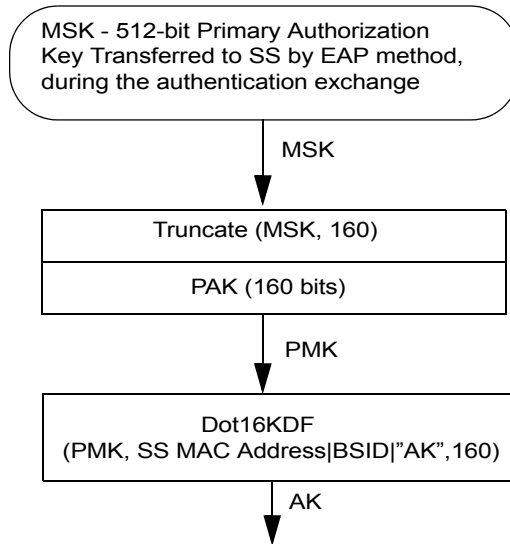 MSK - 512-bit Primary Authorization
Key Transferred to SS by EAP method,
during the authentication exchange
MSK
Truncate (MSK, 160)
PAK (160 bits)
PMK
Dot16KDF
(PMK, SS MAC Address|BSID|”AK”,160)
AK